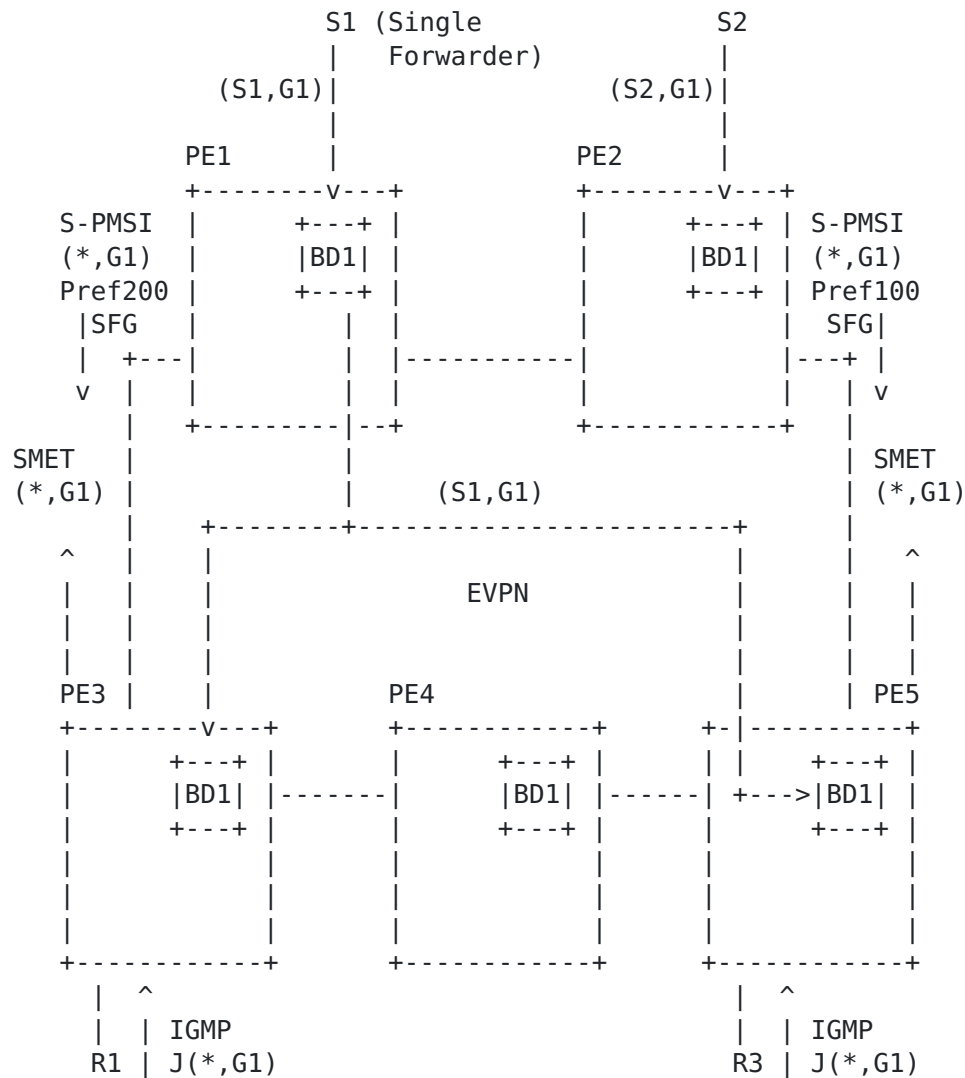 S1 (Single S2
Forwarder)
(S1,G1) (S2,G1)
PE1 PE2
S-PMSI S-PMSI
(*,G1) BD1 BD1 (*,G1)
Pref200 Pref100
SFG SFG
SMET SMET
(*,G1) (S1,G1) (*,G1)
EVPN
PE3 PE4 PE5
BD1 BD1 BD1
IGMP IGMP
R1 J(*,G1) R3 J(*,G1)